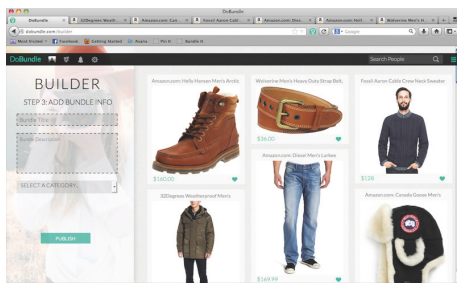 DoBundle
DoBundle
32Degrees Weath...
Amazon.com: Can...
Fossil Aaron Cabl...
Amazon.com: Dies...
Amazon.com: Hell...
Wolverine Men's H...
dobundle.com/builder
Google
Most Visited
Facebook
Getting Started
Asana
Pin It
Bundle It
DoBundle
Search People
BUILDER
STEP 3: ADD BUNDLE INFO
Bundle Title
Bundle Description
SELECT A CATEGORY...
PUBLISH
Amazon.com: Helly Hansen Men's Arctic
$160.00
32Degrees Weatherproof Men's
Wolverine Men's Heavy Duty Strap Belt,
$36.00
Amazon.com: Diesel Men's Larkee
$169.99
Fossil Aaron Cable Crew Neck Sweater
$128
Amazon.com: Canada Goose Men's